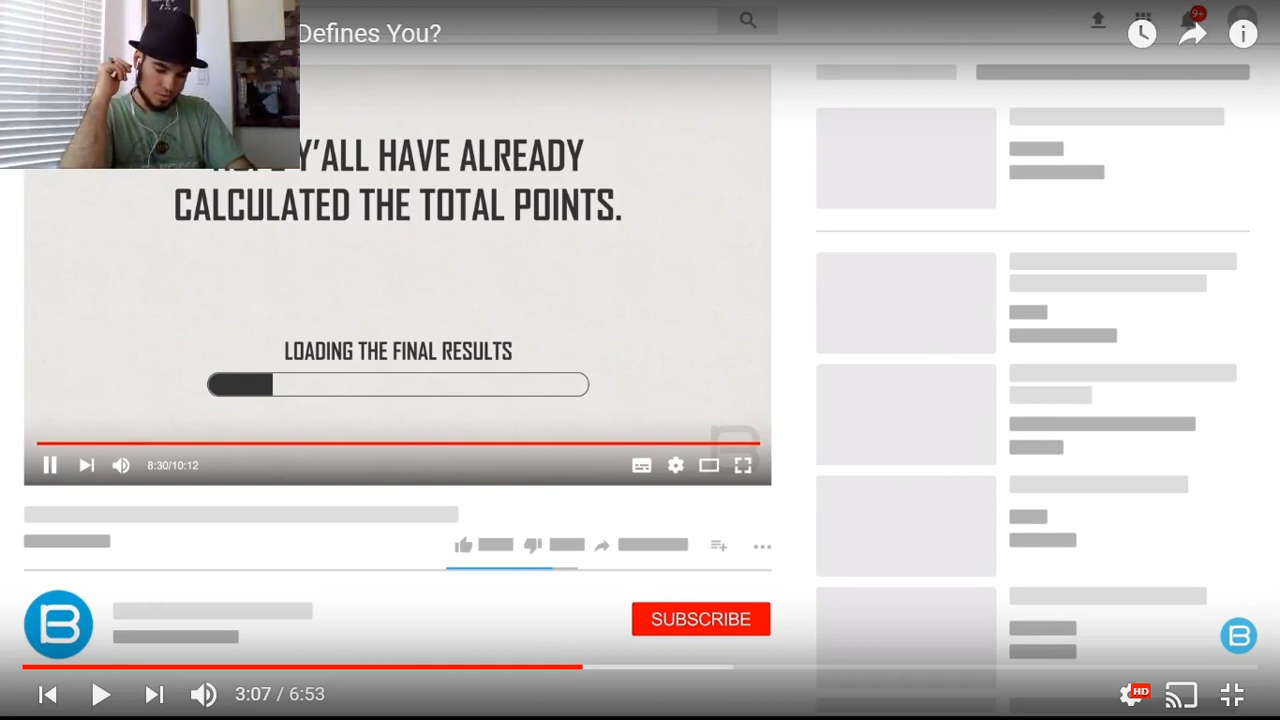 Defines You?
9+
Y'ALL HAVE ALREADY
CALCULATED THE TOTAL POINTS.
LOADING THE FINAL RESULTS
8:30/10:12
SUBSCRIBE
3:07 / 6:53
HD